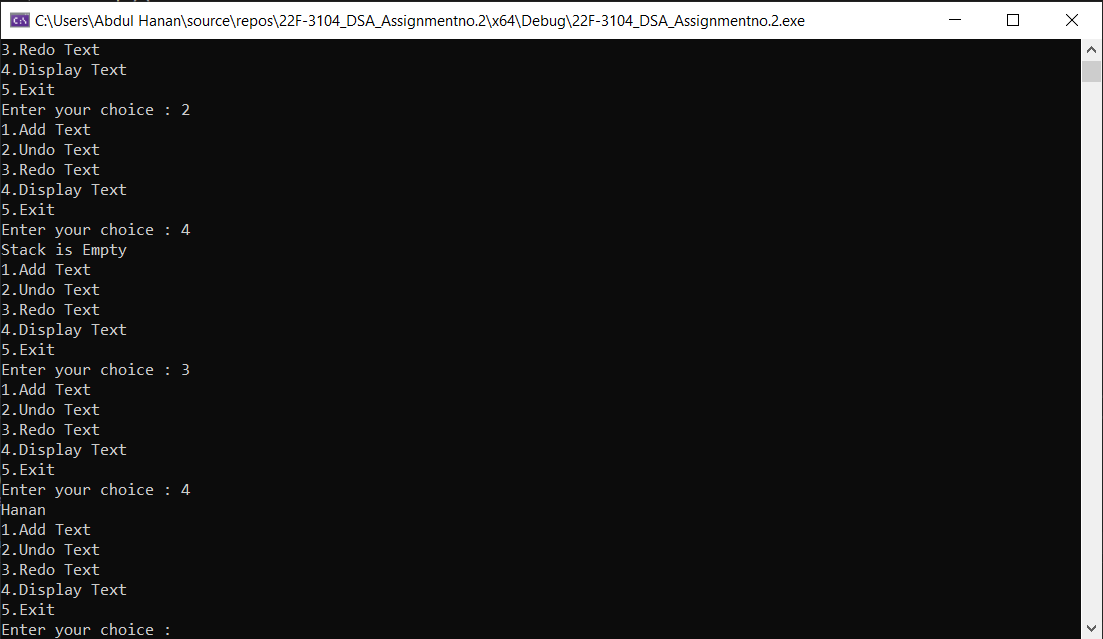 C:\Users\Abdul Hanan\source\repos\22F-3104_DSA_Assignmentno.2\x64\Debug\22F-3104_DSA_Assignmentno.2.exe
3.Redo Text
4.Display Text
5.Exit
Enter your choice : 2
1.Add Text
2.Undo Text
3.Redo Text
4.Display Text
5.Exit
Enter your choice : 4
Stack is Empty
1.Add Text
2.Undo Text
3.Redo Text
4.Display Text
5.Exit
Enter your choice : 3
1.Add Text
2.Undo Text
3.Redo Text
4.Display Text
5.Exit
Enter your choice : 4
Hanan
1.Add Text
2.Undo Text
3.Redo Text
4.Display Text
5.Exit
Enter your choice :